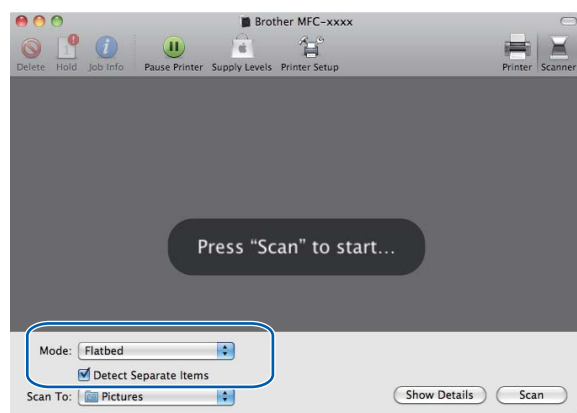 Brother MFC-xxxx
Delete Hold Job Info Pause Printer Supply Levels Printer Setup Printer Scanner
Press “Scan” to start...
Mode: Flatbed
Detect Separate Items
Scan To: Pictures Show Details Scan